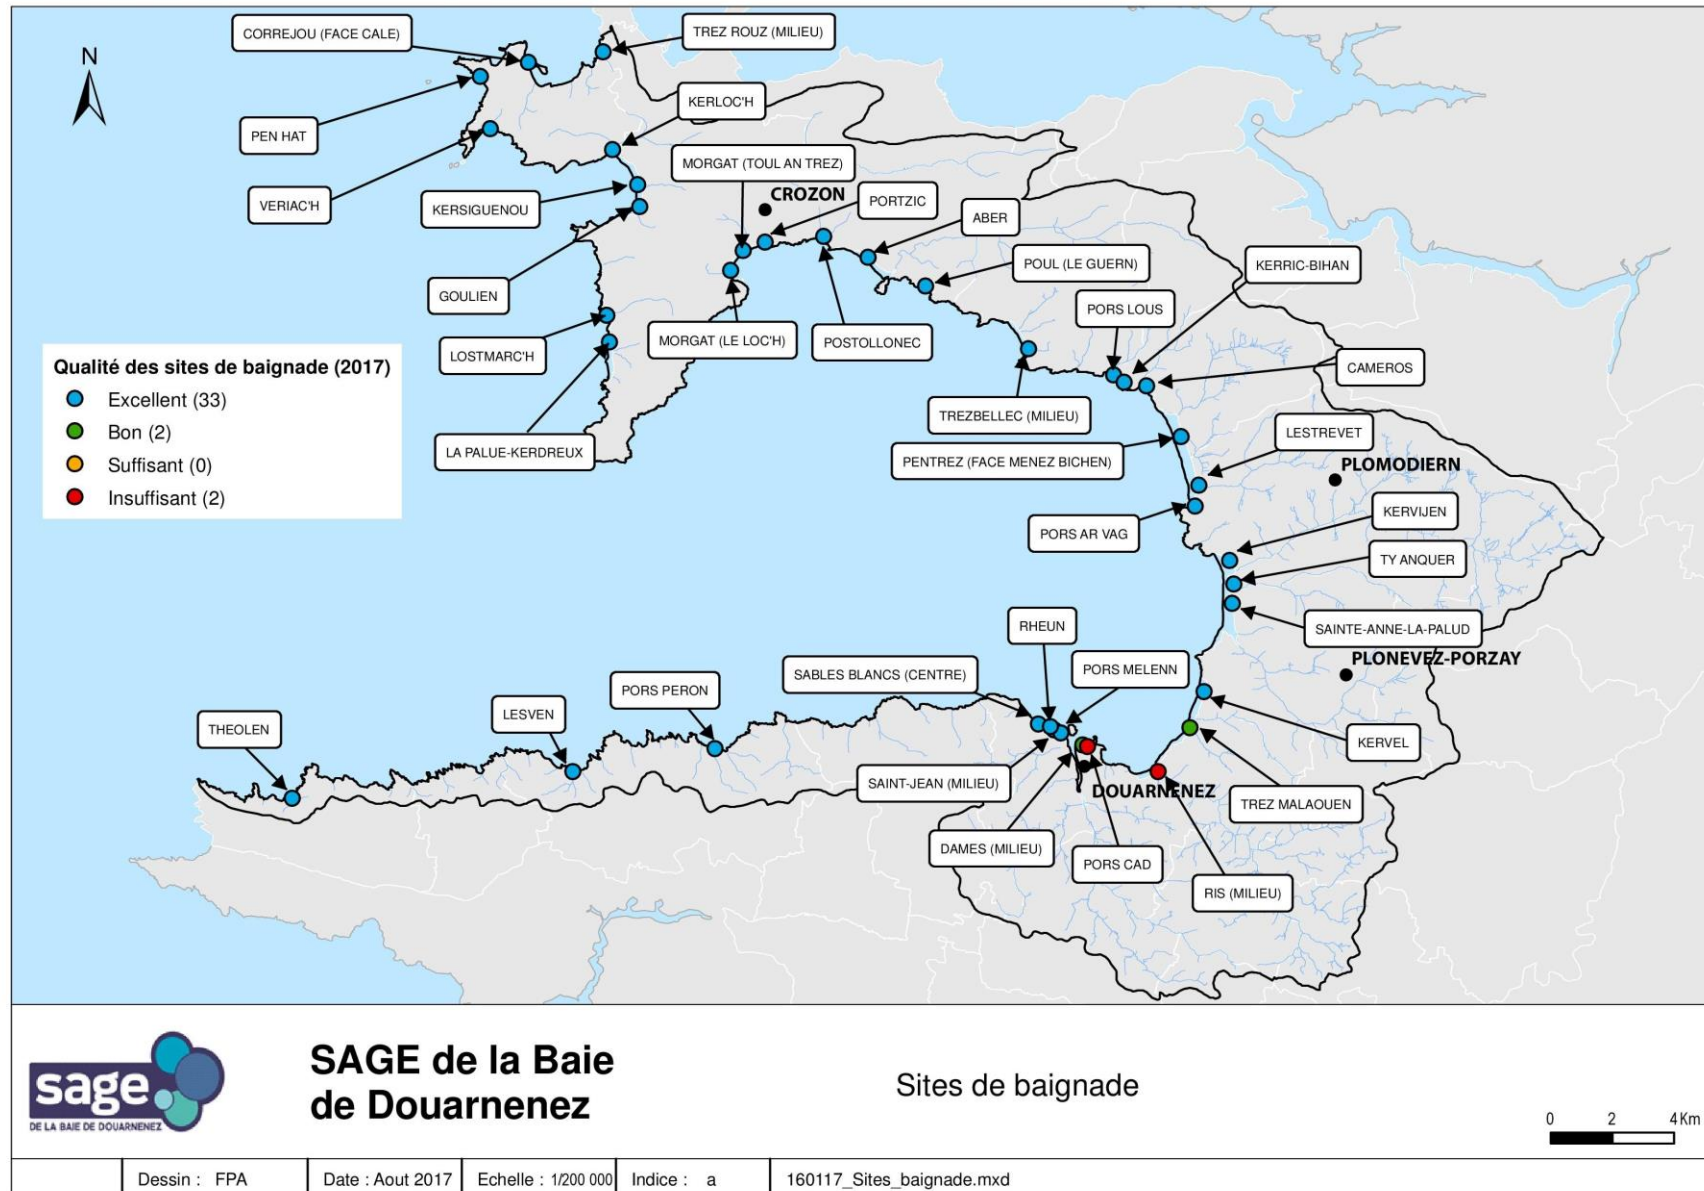 CORREJOU (FACE CALE)
TREZ ROUZ (MILIEU)
N
PEN HAT
KERLOC'H
MORGAT (TOUL AN TREZ)
VERIAC'H
KERSIGUENOU
CROZON
PORTZIC
ABER
GOULIEN
POUL (LE GUERN)
KERRIC-BIHAN
PORS LOUS
LOSTMARC'H
MORGAT (LE LOC'H)
POSTOLLONEC
CAMEROS
Qualité des sites de baignade (2017)
Excellent (33)
Bon (2)
Suffisant (0)
Insuffisant (2)
LA PALUE-KERDREUX
TREZBELLEC (MILIEU)
LESTREVET
PENTREZ (FACE MENEZ BICHEN)
PLOMODIERN
PORS AR VAG
KERVIJEN
TY ANQUER
RHEUN
SAINTE-ANNE-LA-PALUD
PLONEVEZ-PORZAY
SABLES BLANCS (CENTRE)
PORS MELENN
PORS PERON
LESVEN
THEOLEN
KERVEL
SAINT-JEAN (MILIEU)
DOUARNENEZ
TREZ MALAOUEN
DAMES (MILIEU)
PORS CAD
RIS (MILIEU)
sage
DE LA BAIE DE DOUARNENEZ
SAGE de la Baie
de Douarnenez
Sites de baignade
0 2 4 Km
Dessin : FPA
Date : Aout 2017
Echelle : 1/200 000
Indice : a
160117_Sites_baignade.mxd